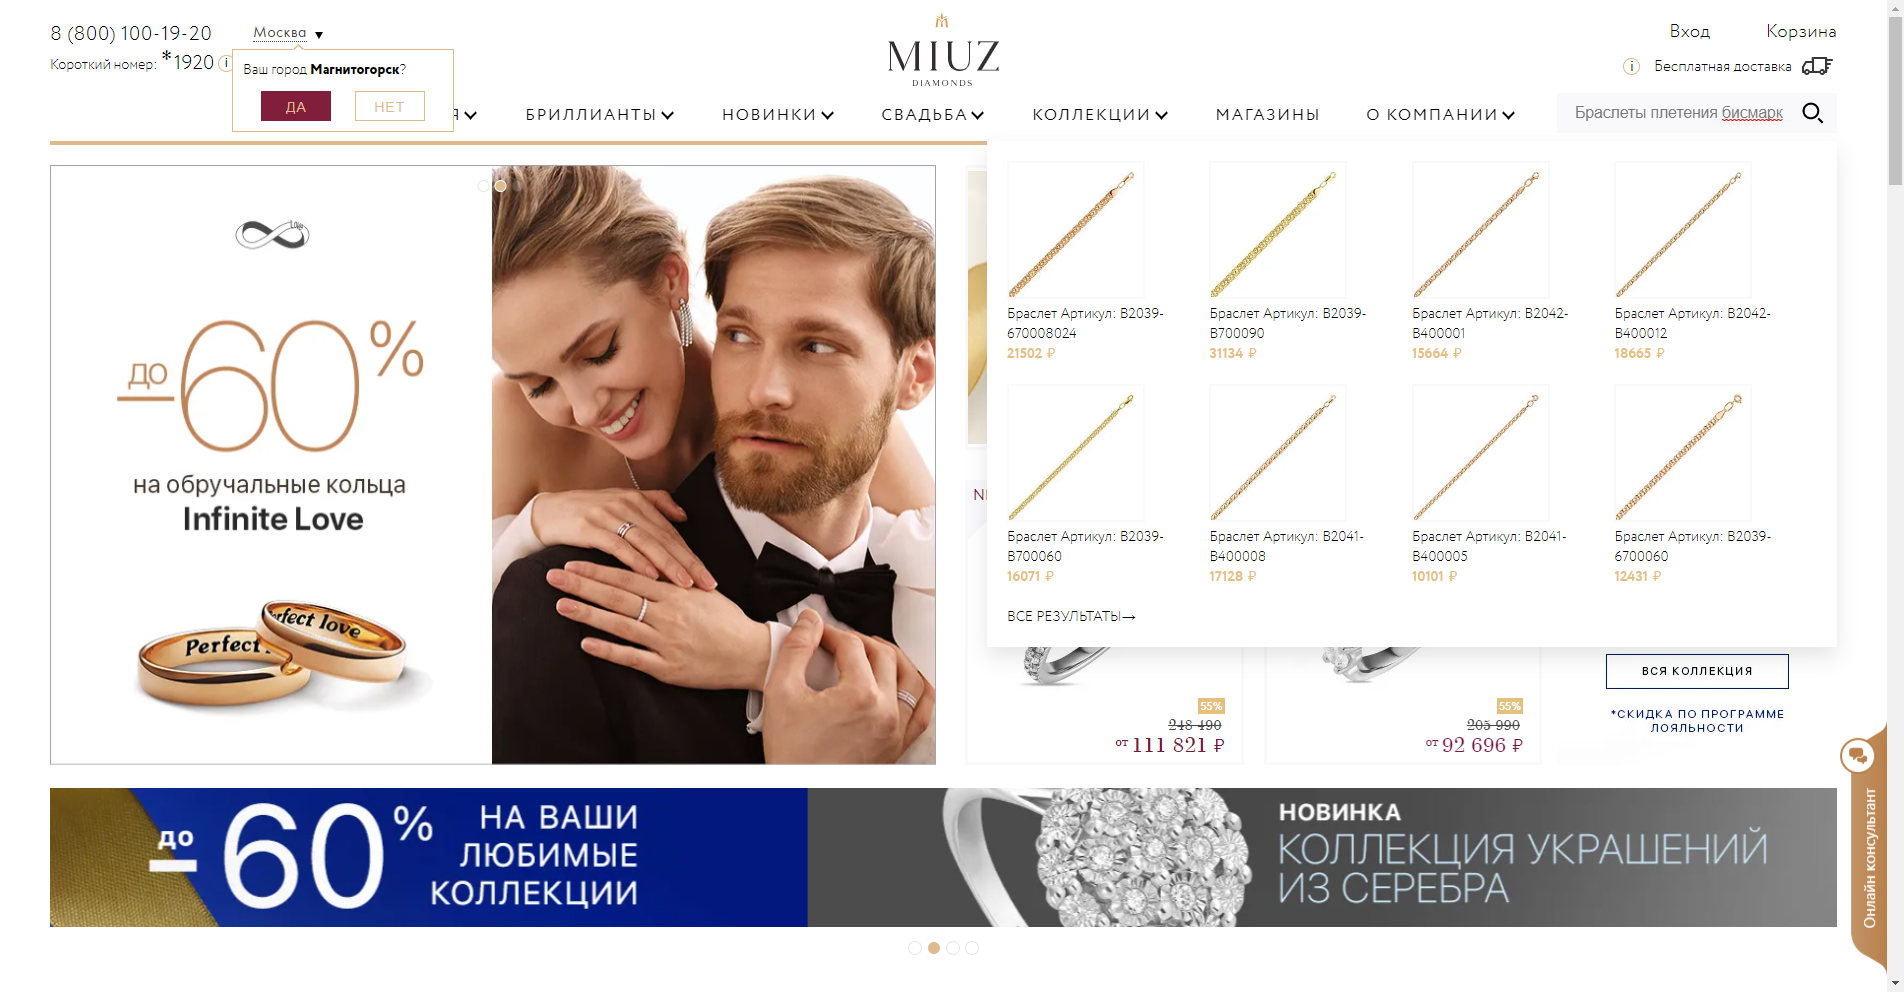 8 (800) 100-19-20
Москва ▼
Короткий номер: *1920 i
Ваш город Магнитогорск?
ДА
НЕТ
MIUZ
DIAMONDS
Вход
Корзина
i Бесплатная доставка
Я
БРИЛЛИАНТЫ
НОВИНКИ
СВАДЬБА
КОЛЛЕКЦИИ
МАГАЗИНЫ
О КОМПАНИИ
Браслеты плетения бисмарк
Love
до
-60%
на обручальные кольца
Infinite Love
Perfect
rfect love
Браслет Артикул: B2039-
670008024
21502 ₽
Браслет Артикул: B2039-
B700090
31134 ₽
Браслет Артикул: B2042-
B400001
15664 ₽
Браслет Артикул: B2042-
B400012
18665 ₽
Браслет Артикул: B2039-
B700060
16071 ₽
Браслет Артикул: B2041-
B400008
17128 ₽
Браслет Артикул: B2041-
B400005
10101 ₽
Браслет Артикул: B2039-
6700060
12431 ₽
ВСЕ РЕЗУЛЬТАТЫ→
55%
248 490
от 111 821 ₽
55%
205 990
от 92 696 ₽
ВСЯ КОЛЛЕКЦИЯ
*СКИДКА ПО ПРОГРАММЕ
ЛОЯЛЬНОСТИ
до -60%
НА ВАШИ
ЛЮБИМЫЕ
КОЛЛЕКЦИИ
НОВИНКА
КОЛЛЕКЦИЯ УКРАШЕНИЙ
ИЗ СЕРЕБРА
Онлайн консультант